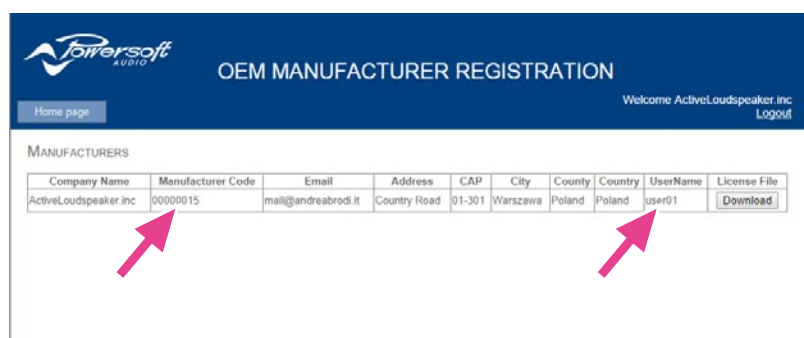 Powersoft
AUDIO
OEM MANUFACTURER REGISTRATION
Welcome ActiveLoudspeaker.inc
Home page
Logout
MANUFACTURERS
Company Name Manufacturer Code Email Address CAP City County Country UserName License File
ActiveLoudspeaker.inc 00000015 mail@andreabrodi.it Country Road 01-301 Warszawa Poland Poland user01 Download